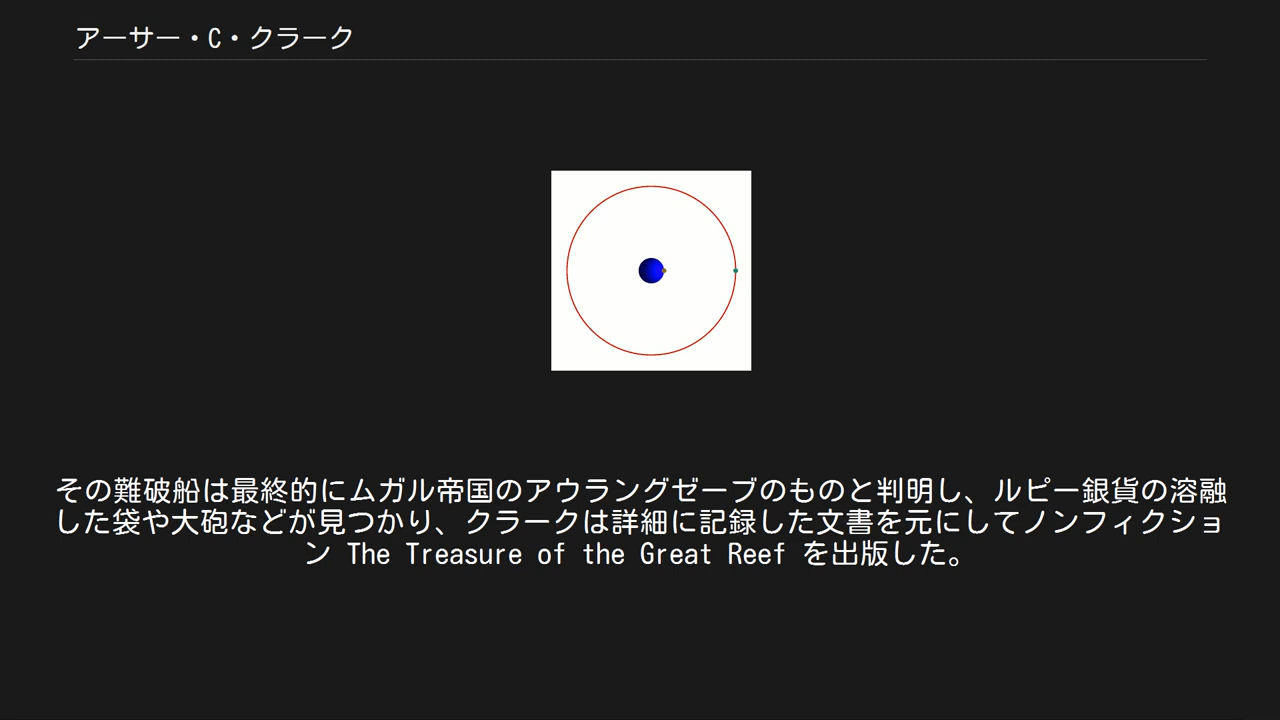 アーサー・C・クラーク
その難破船は最終的にムガル帝国のアウラングゼーブのものと判明し、ルピー銀貨の溶融
した袋や大砲などが見つかり、クラークは詳細に記録した文書を元にしてノンフィクショ
ン The Treasure of the Great Reef を出版した。